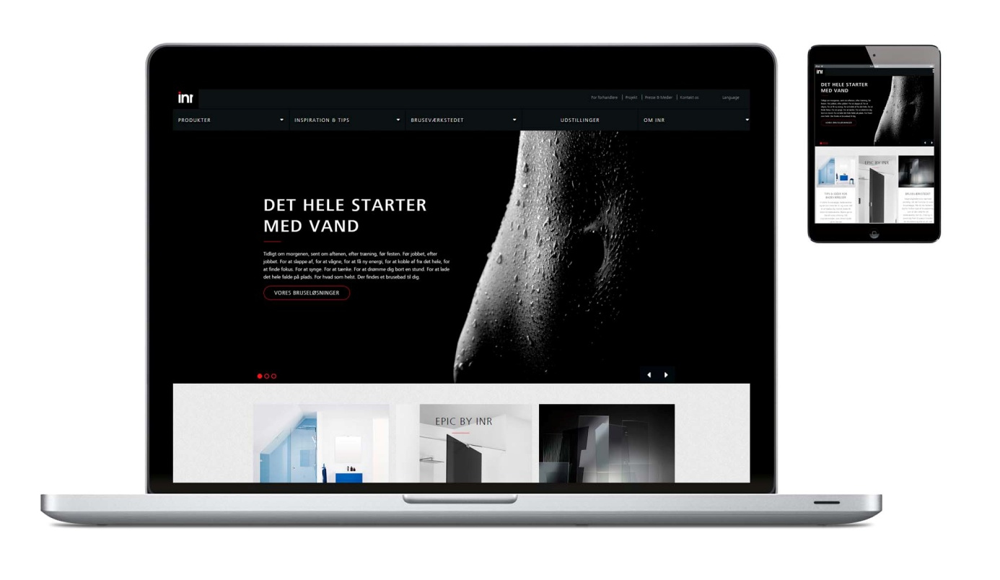 inr
For forhandlere
Projekt
Presse & Medier
Kontakt os
Language
PRODUKTER
INSPIRATION & TIPS
BRUSEVÆRKSTEDET
UDSTILLINGER
OM INR
DET HELE STARTER
MED VAND
Tidligt om morgenen, sent om aftenen, efter træning, før festen. Før jobbet, efter
jobbet. For at slappe af, for at vågne, for at få ny energi, for at koble af fra det hele, for
at finde fokus. For at synge. For at tænke. For at drømme dig bort en stund. For at lade
det hele falde på plads. For hvad som helst. Der findes et brusebad til dig.
VORES BRUSELØSNINGER
EPIC BY INR
inr
DET HELE STARTER
MED VAND
VORES BRUSELØSNINGER
EPIC BY INR
BRUSEVÆRKSTEDET